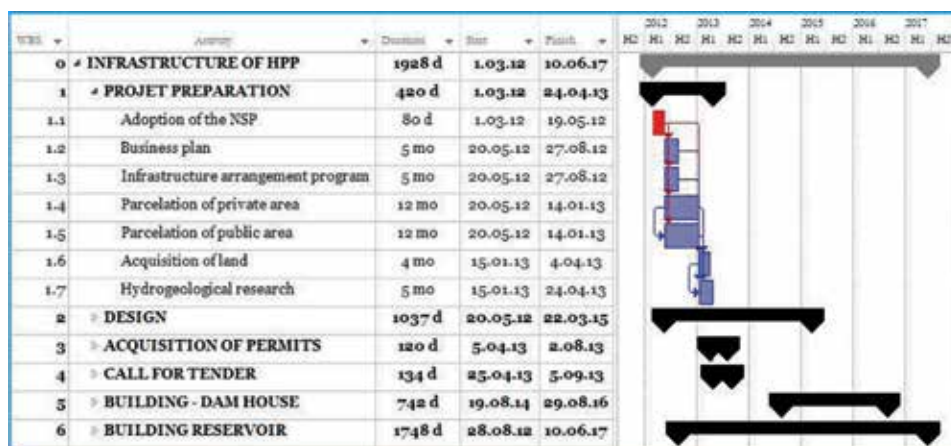 2012 2013 2014 2015 2016 2017
WBS Activity Duration Start Finish H2 H1 H2 H1 H2 H1 H2 H1 H2 H1 H2 H1 H2
0 INFRASTRUCTURE OF HPP 1928 d 1.03.12 10.06.17
1 PROJET PREPARATION 420 d 1.03.12 24.04.13
1.1 Adoption of the NSP 80 d 1.03.12 19.05.12
1.2 Business plan 5 mo 20.05.12 27.08.12
1.3 Infrastructure arrangement program 5 mo 20.05.12 27.08.12
1.4 Parcelation of private area 12 mo 20.05.12 14.01.13
1.5 Parcelation of public area 12 mo 20.05.12 14.01.13
1.6 Acquisition of land 4 mo 15.01.13 4.04.13
1.7 Hydrogeological research 5 mo 15.01.13 24.04.13
2 DESIGN 1037 d 20.05.12 22.03.15
3 ACQUISITION OF PERMITS 120 d 5.04.13 2.08.13
4 CALL FOR TENDER 134 d 25.04.13 5.09.13
5 BUILDING - DAM HOUSE 742 d 19.08.14 29.08.16
6 BUILDING RESERVOIR 1748 d 28.08.12 10.06.17